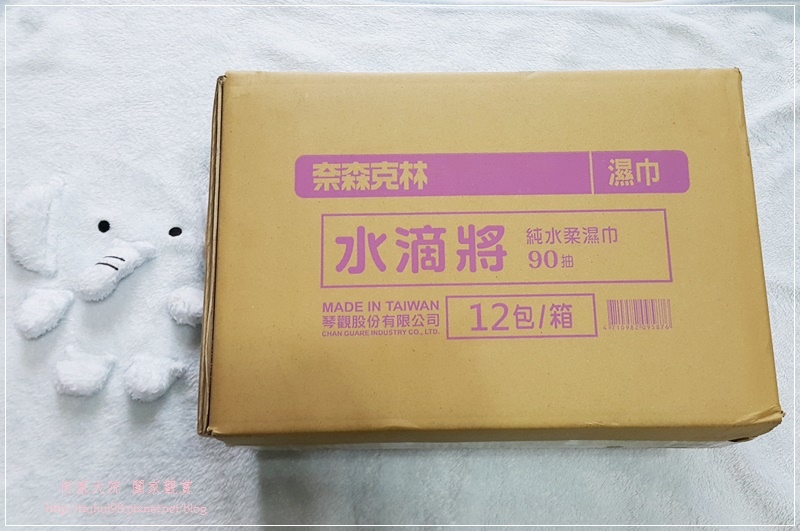 奈森克林 濕巾
水滴將 純水柔濕巾
90抽
MADE IN TAIWAN
琴觀股份有限公司
CHAN GUARE INDUSTRY CO., LTD.
12包/箱